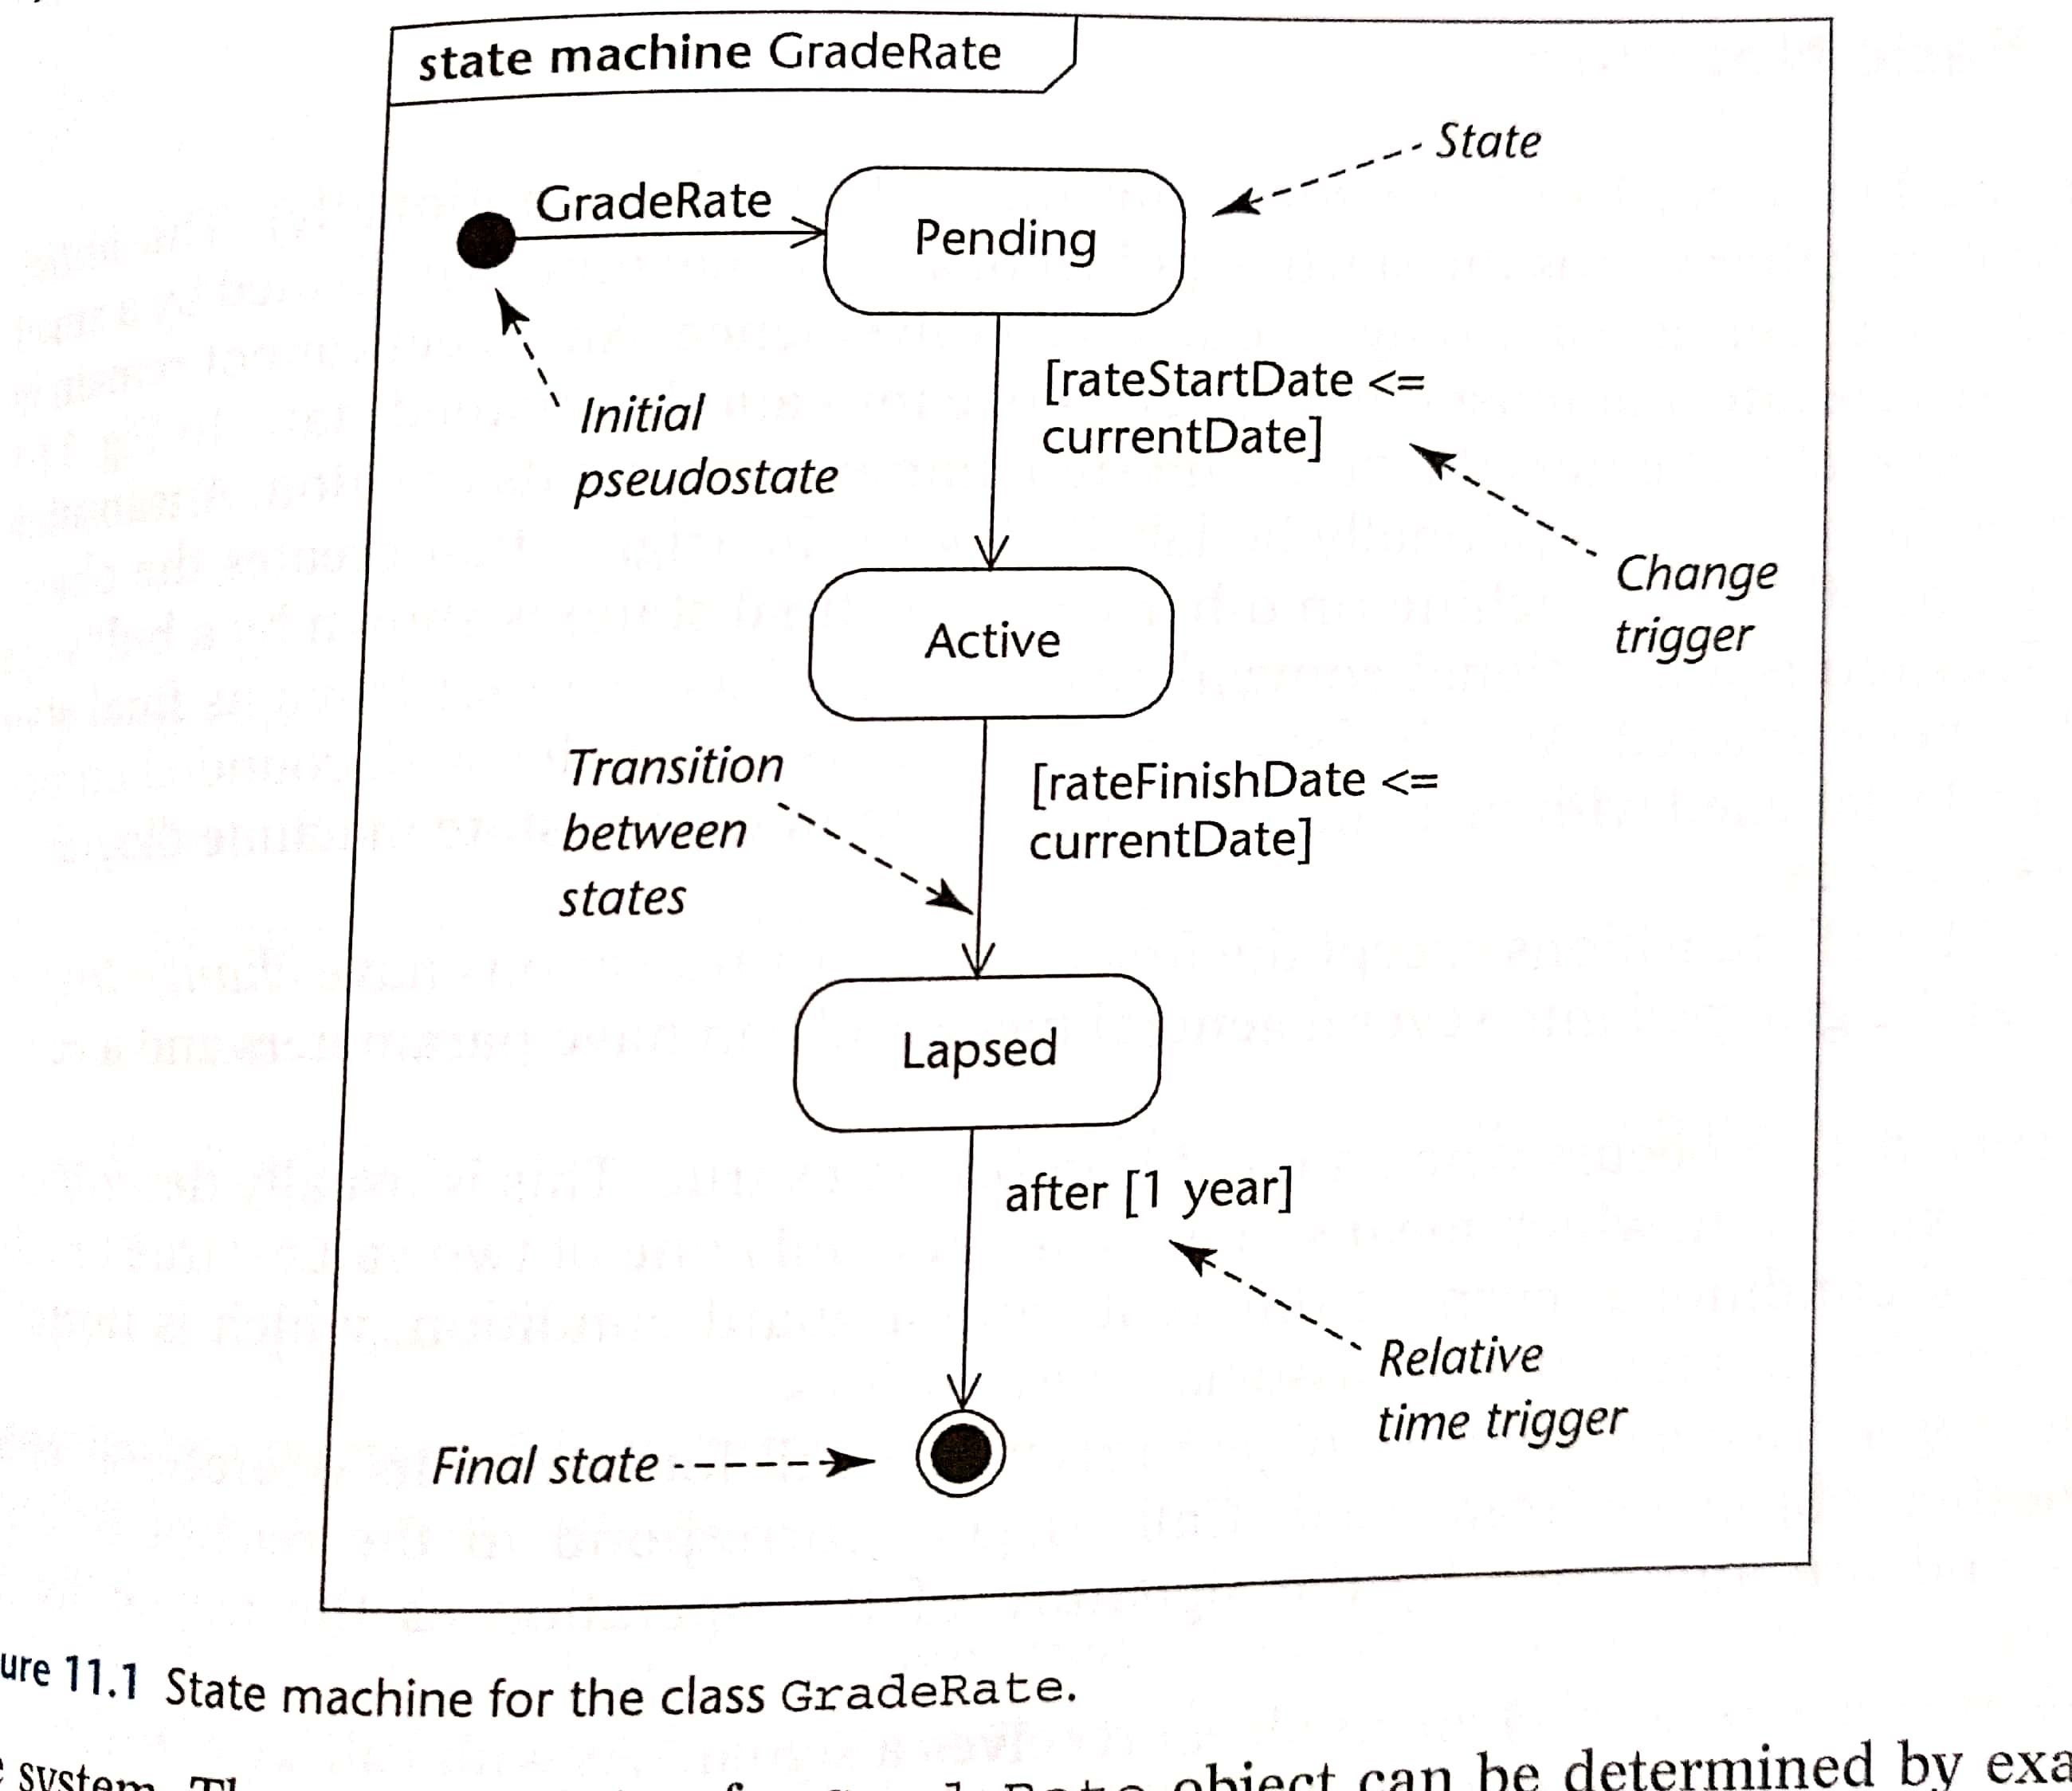 state machine GradeRate
State
GradeRate
Pending
Initial
pseudostate
[rateStartDate <=
currentDate]
Change
trigger
Active
Transition
between
states
[rateFinishDate <=
currentDate]
Lapsed
after [1 year]
Relative
time trigger
Final state
ure 11.1 State machine for the class GradeRate.
system. object can be determined by exa